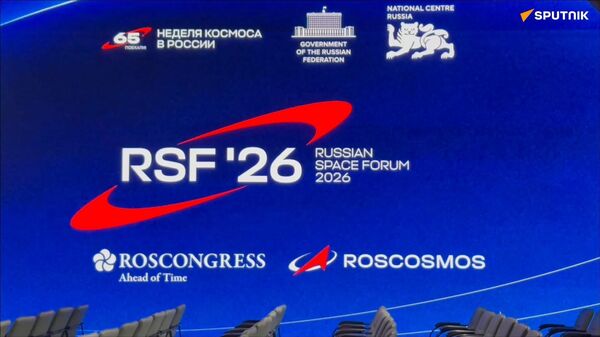 SPUTNIK
65
ПОЕХАЛИ!
НЕДЕЛЯ КОСМОСА
В РОССИИ
GOVERNMENT
OF THE RUSSIAN
FEDERATION
NATIONAL CENTRE
RUSSIA
RSF '26
RUSSIAN
SPACE FORUM
2026
ROSCONGRESS
Ahead of Time
ROSCOSMOS